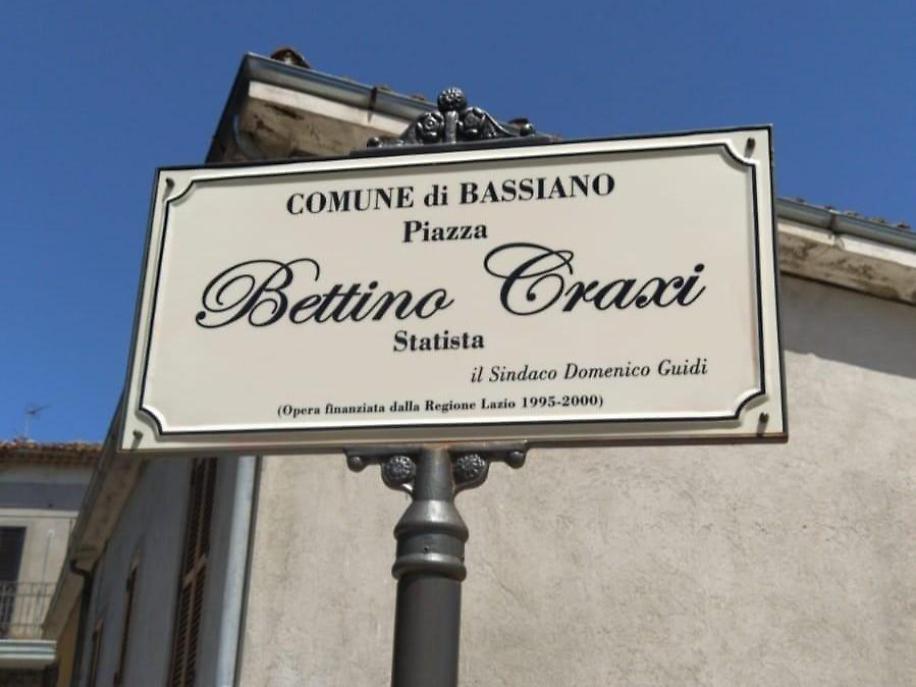 COMUNE di BASSIANO
Piazza
Bettino Craxi
Statista
il Sindaco Domenico Guidi
(Opera finanziata dalla Regione Lazio 1995-2000)